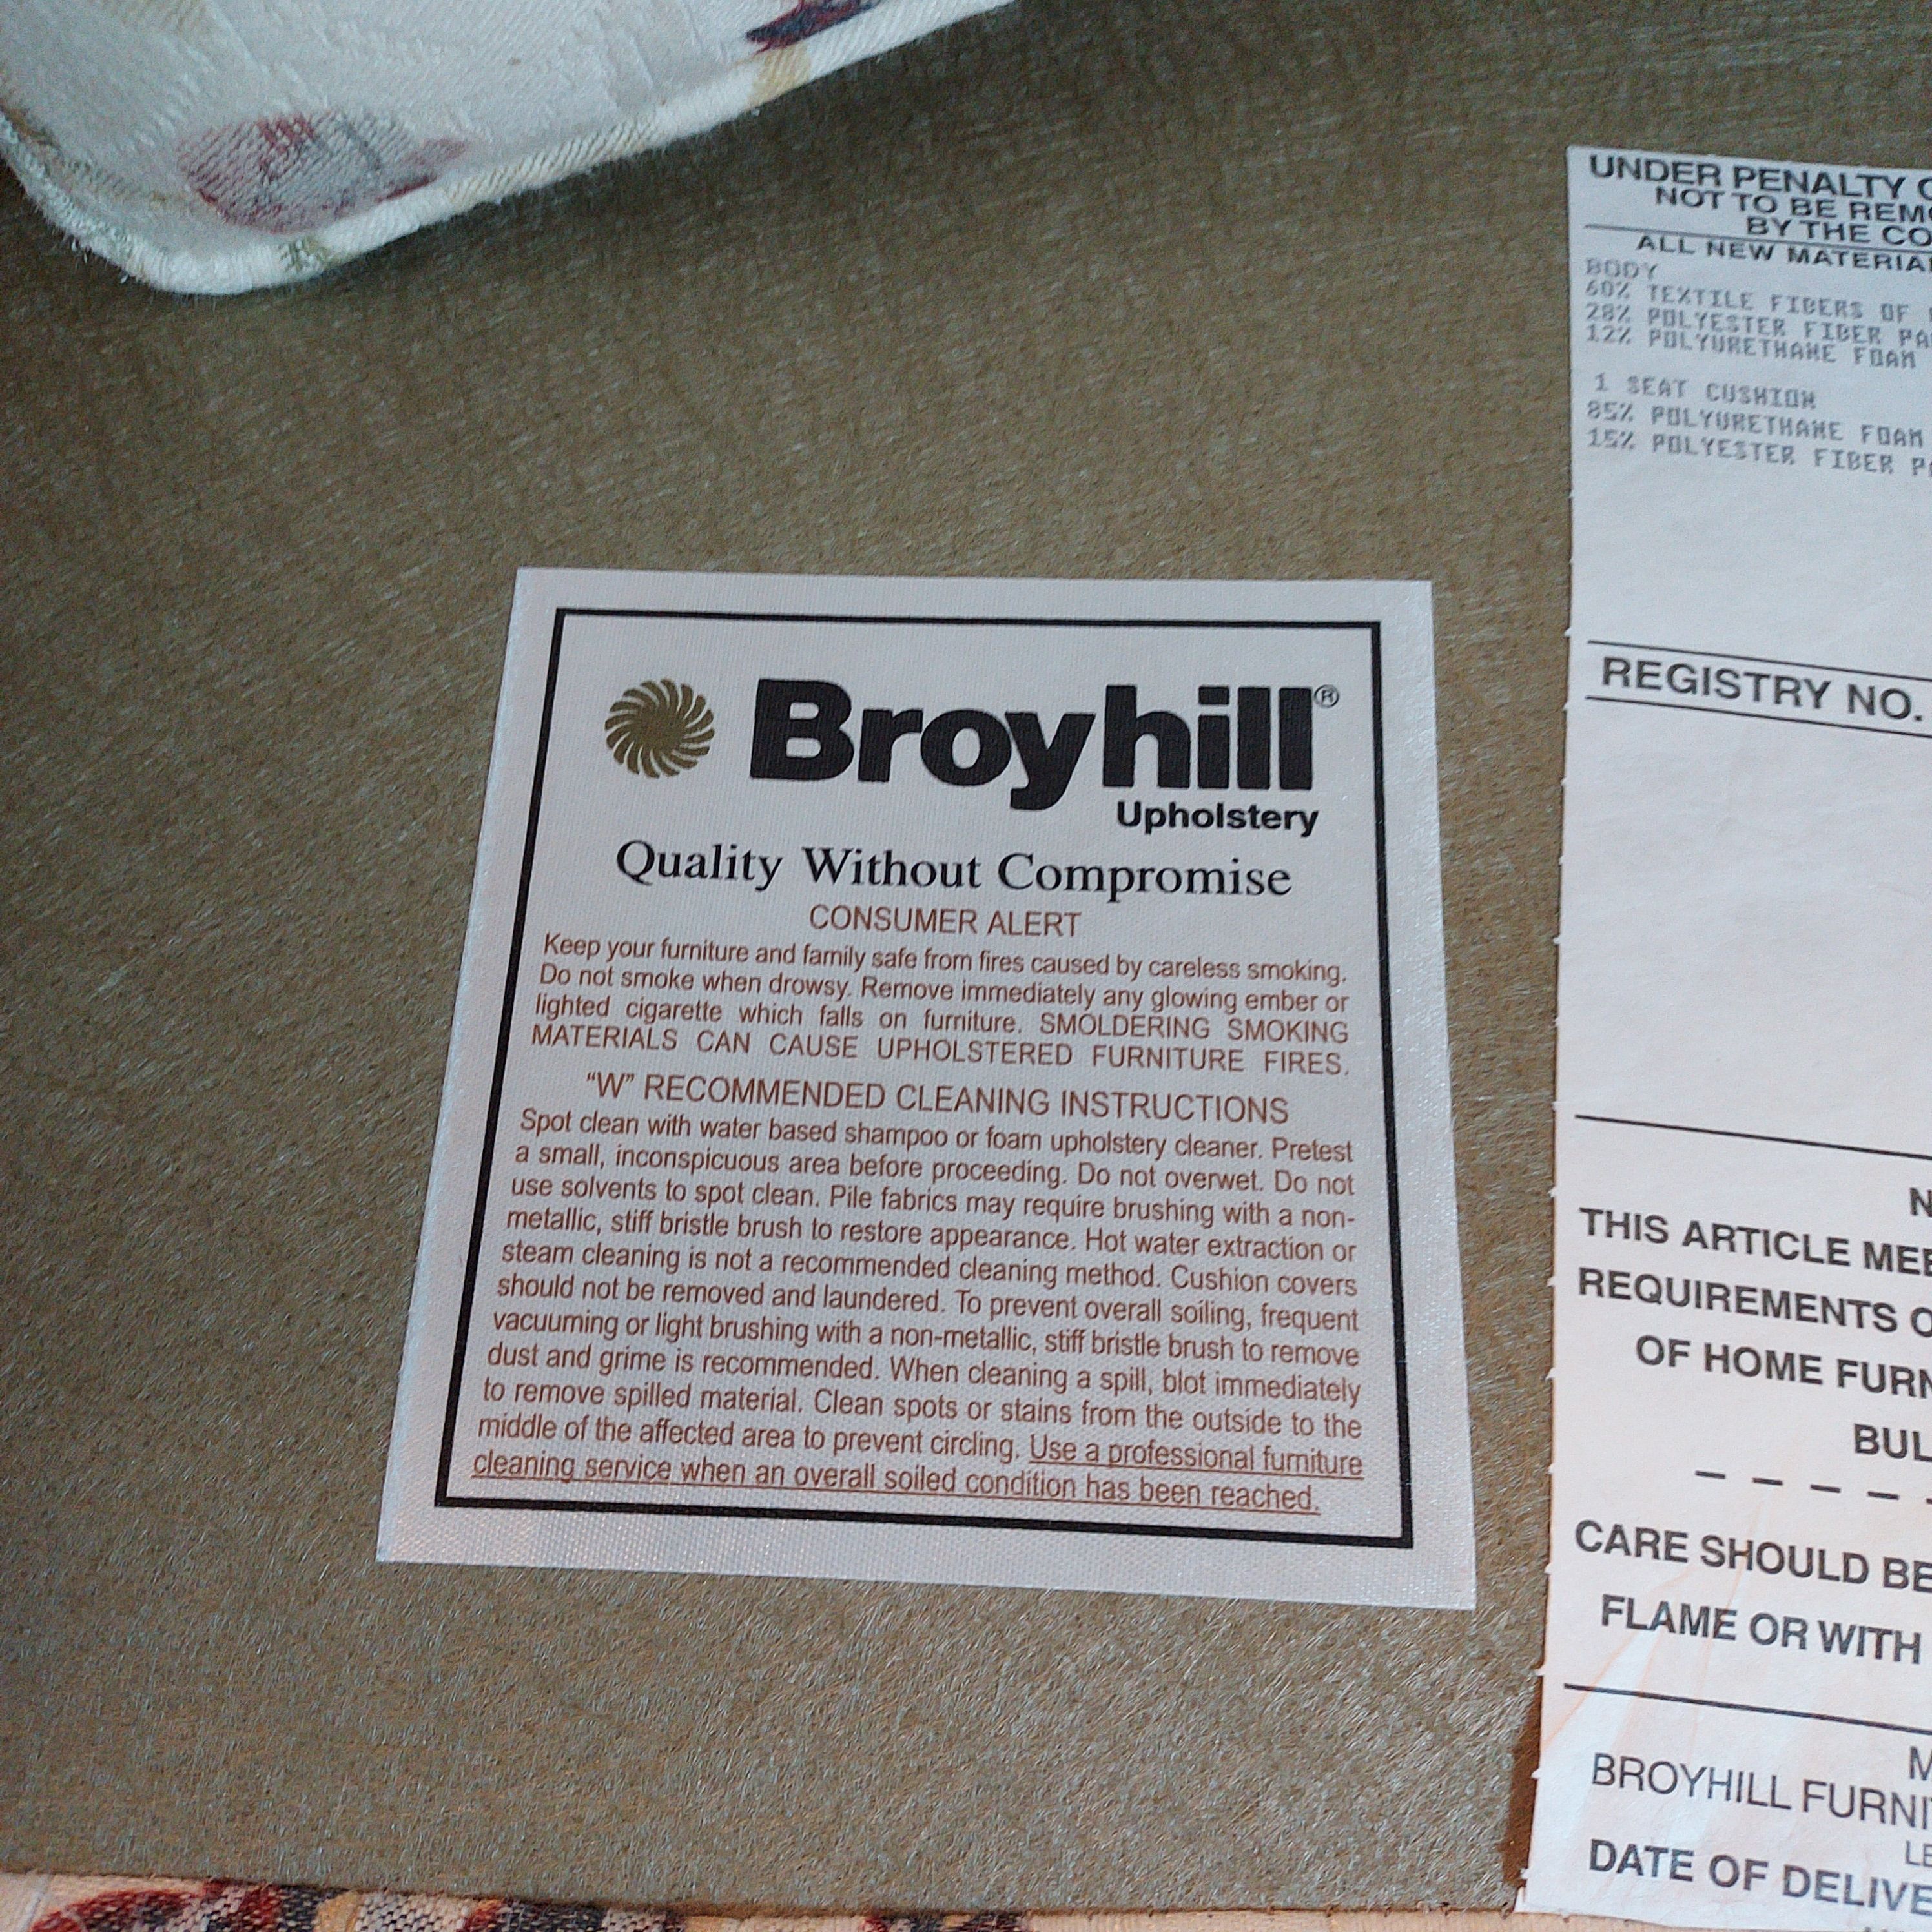 Broyhill®
Upholstery
Quality Without Compromise
CONSUMER ALERT
Keep your furniture and family safe from fires caused by careless smoking.
Do not smoke when drowsy. Remove immediately any glowing ember or
lighted cigarette which falls on furniture. SMOLDERING SMOKING
MATERIALS CAN CAUSE UPHOLSTERED FURNITURE FIRES.
“W” RECOMMENDED CLEANING INSTRUCTIONS
Spot clean with water based shampoo or foam upholstery cleaner. Pretest
a small, inconspicuous area before proceeding. Do not overwet. Do not
use solvents to spot clean. Pile fabrics may require brushing with a non-
metallic, stiff bristle brush to restore appearance. Hot water extraction or
steam cleaning is not a recommended cleaning method. Cushion covers
should not be removed and laundered. To prevent overall soiling, frequent
vacuuming or light brushing with a non-metallic, stiff bristle brush to remove
dust and grime is recommended. When cleaning a spill, blot immediately
to remove spilled material. Clean spots or stains from the outside to the
middle of the affected area to prevent circling. Use a professional furniture
cleaning service when an overall soiled condition has been reached.
UNDER PENALTY
NOT TO BE
BY THE
ALL NEW
BODY
60% TEXTILE FIBERS OF
28% POLYESTER FIBER
12% POLYURETHANE FOAM
1 SEAT CUSHION
85% POLYURETHANE FOAM
15% POLYESTER FIBER
REGISTRY NO.
THIS ARTICLE
REQUIREMENTS
OF HOME
CARE SHOULD BE
FLAME OR WITH
BROYHILL
DATE OF